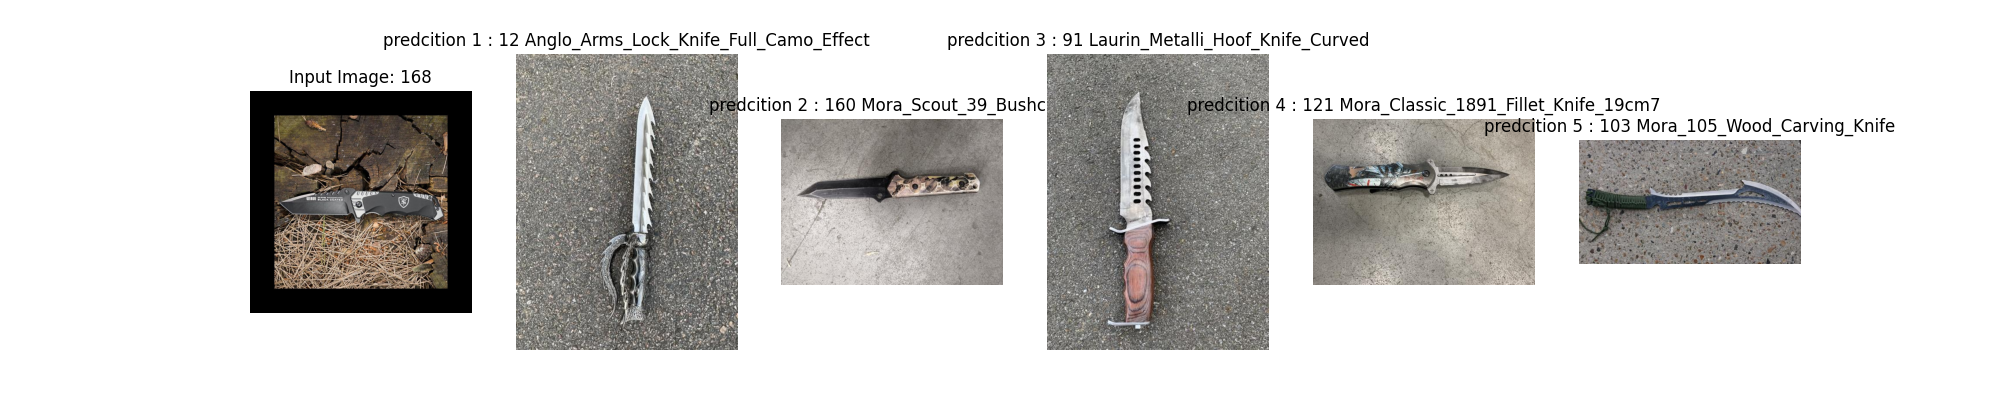 predcition 1 : 12 Anglo_Arms_Lock_Knife_Full_Camo_Effect
predcition 3 : 91 Laurin_Metalli_Hoof_Knife_Curved
Input Image: 168
predcition 2 : 160 Mora_Scout_39_Bushc
predcition 4 : 121 Mora_Classic_1891_Fillet_Knife_19cm7
predcition 5 : 103 Mora_105_Wood_Carving_Knife